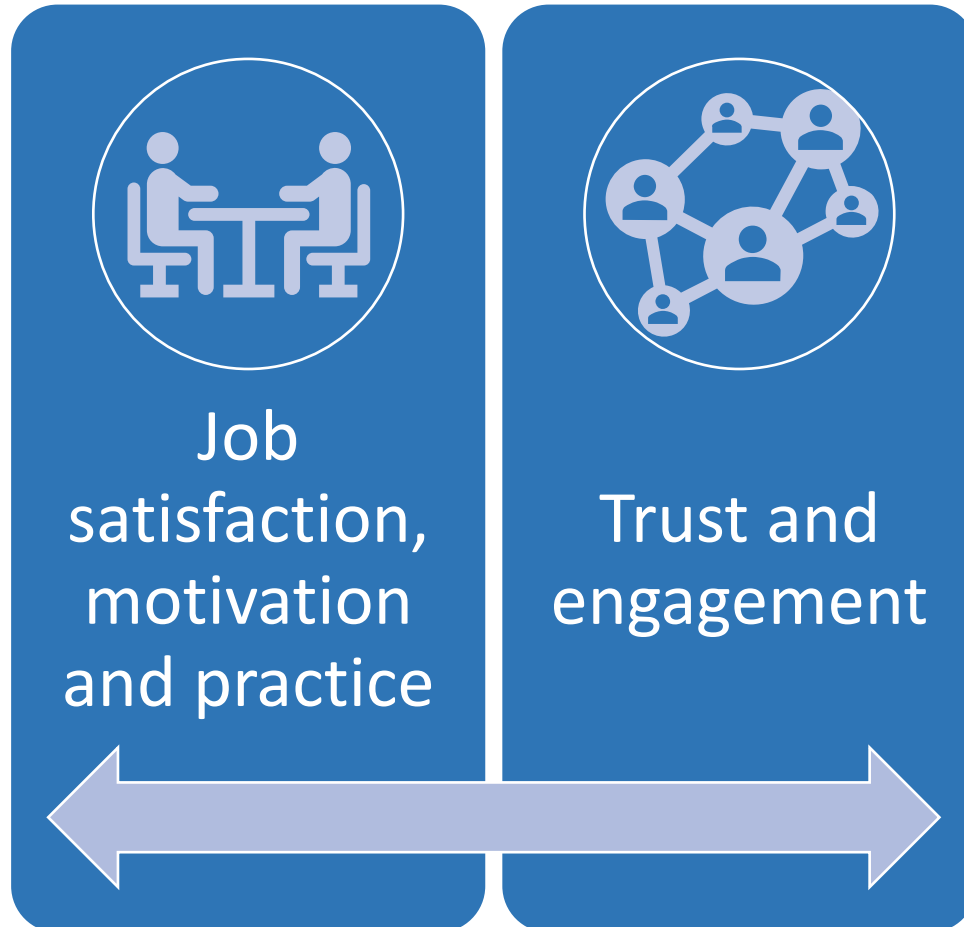 Job
satisfaction,
motivation
and practice
Trust and
engagement